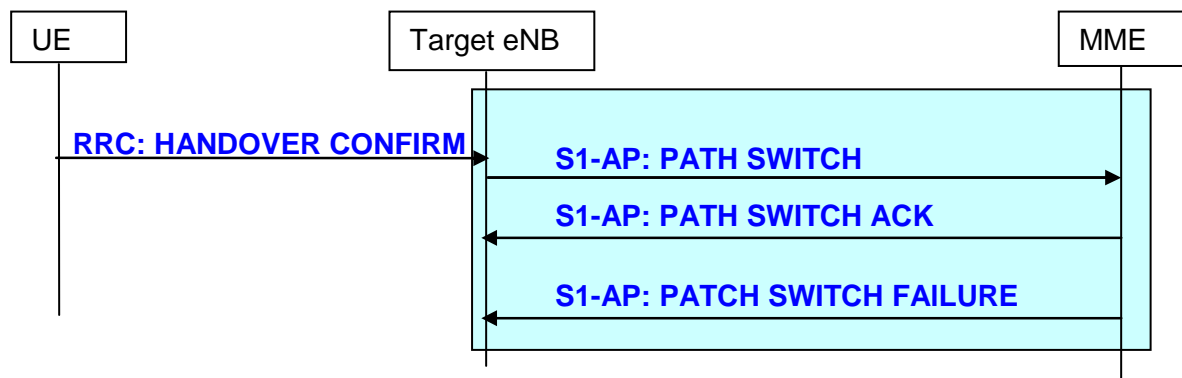 UE
Target eNB
MME
RRC: HANDOVER CONFIRM
S1-AP: PATH SWITCH
S1-AP: PATH SWITCH ACK
S1-AP: PATCH SWITCH FAILURE